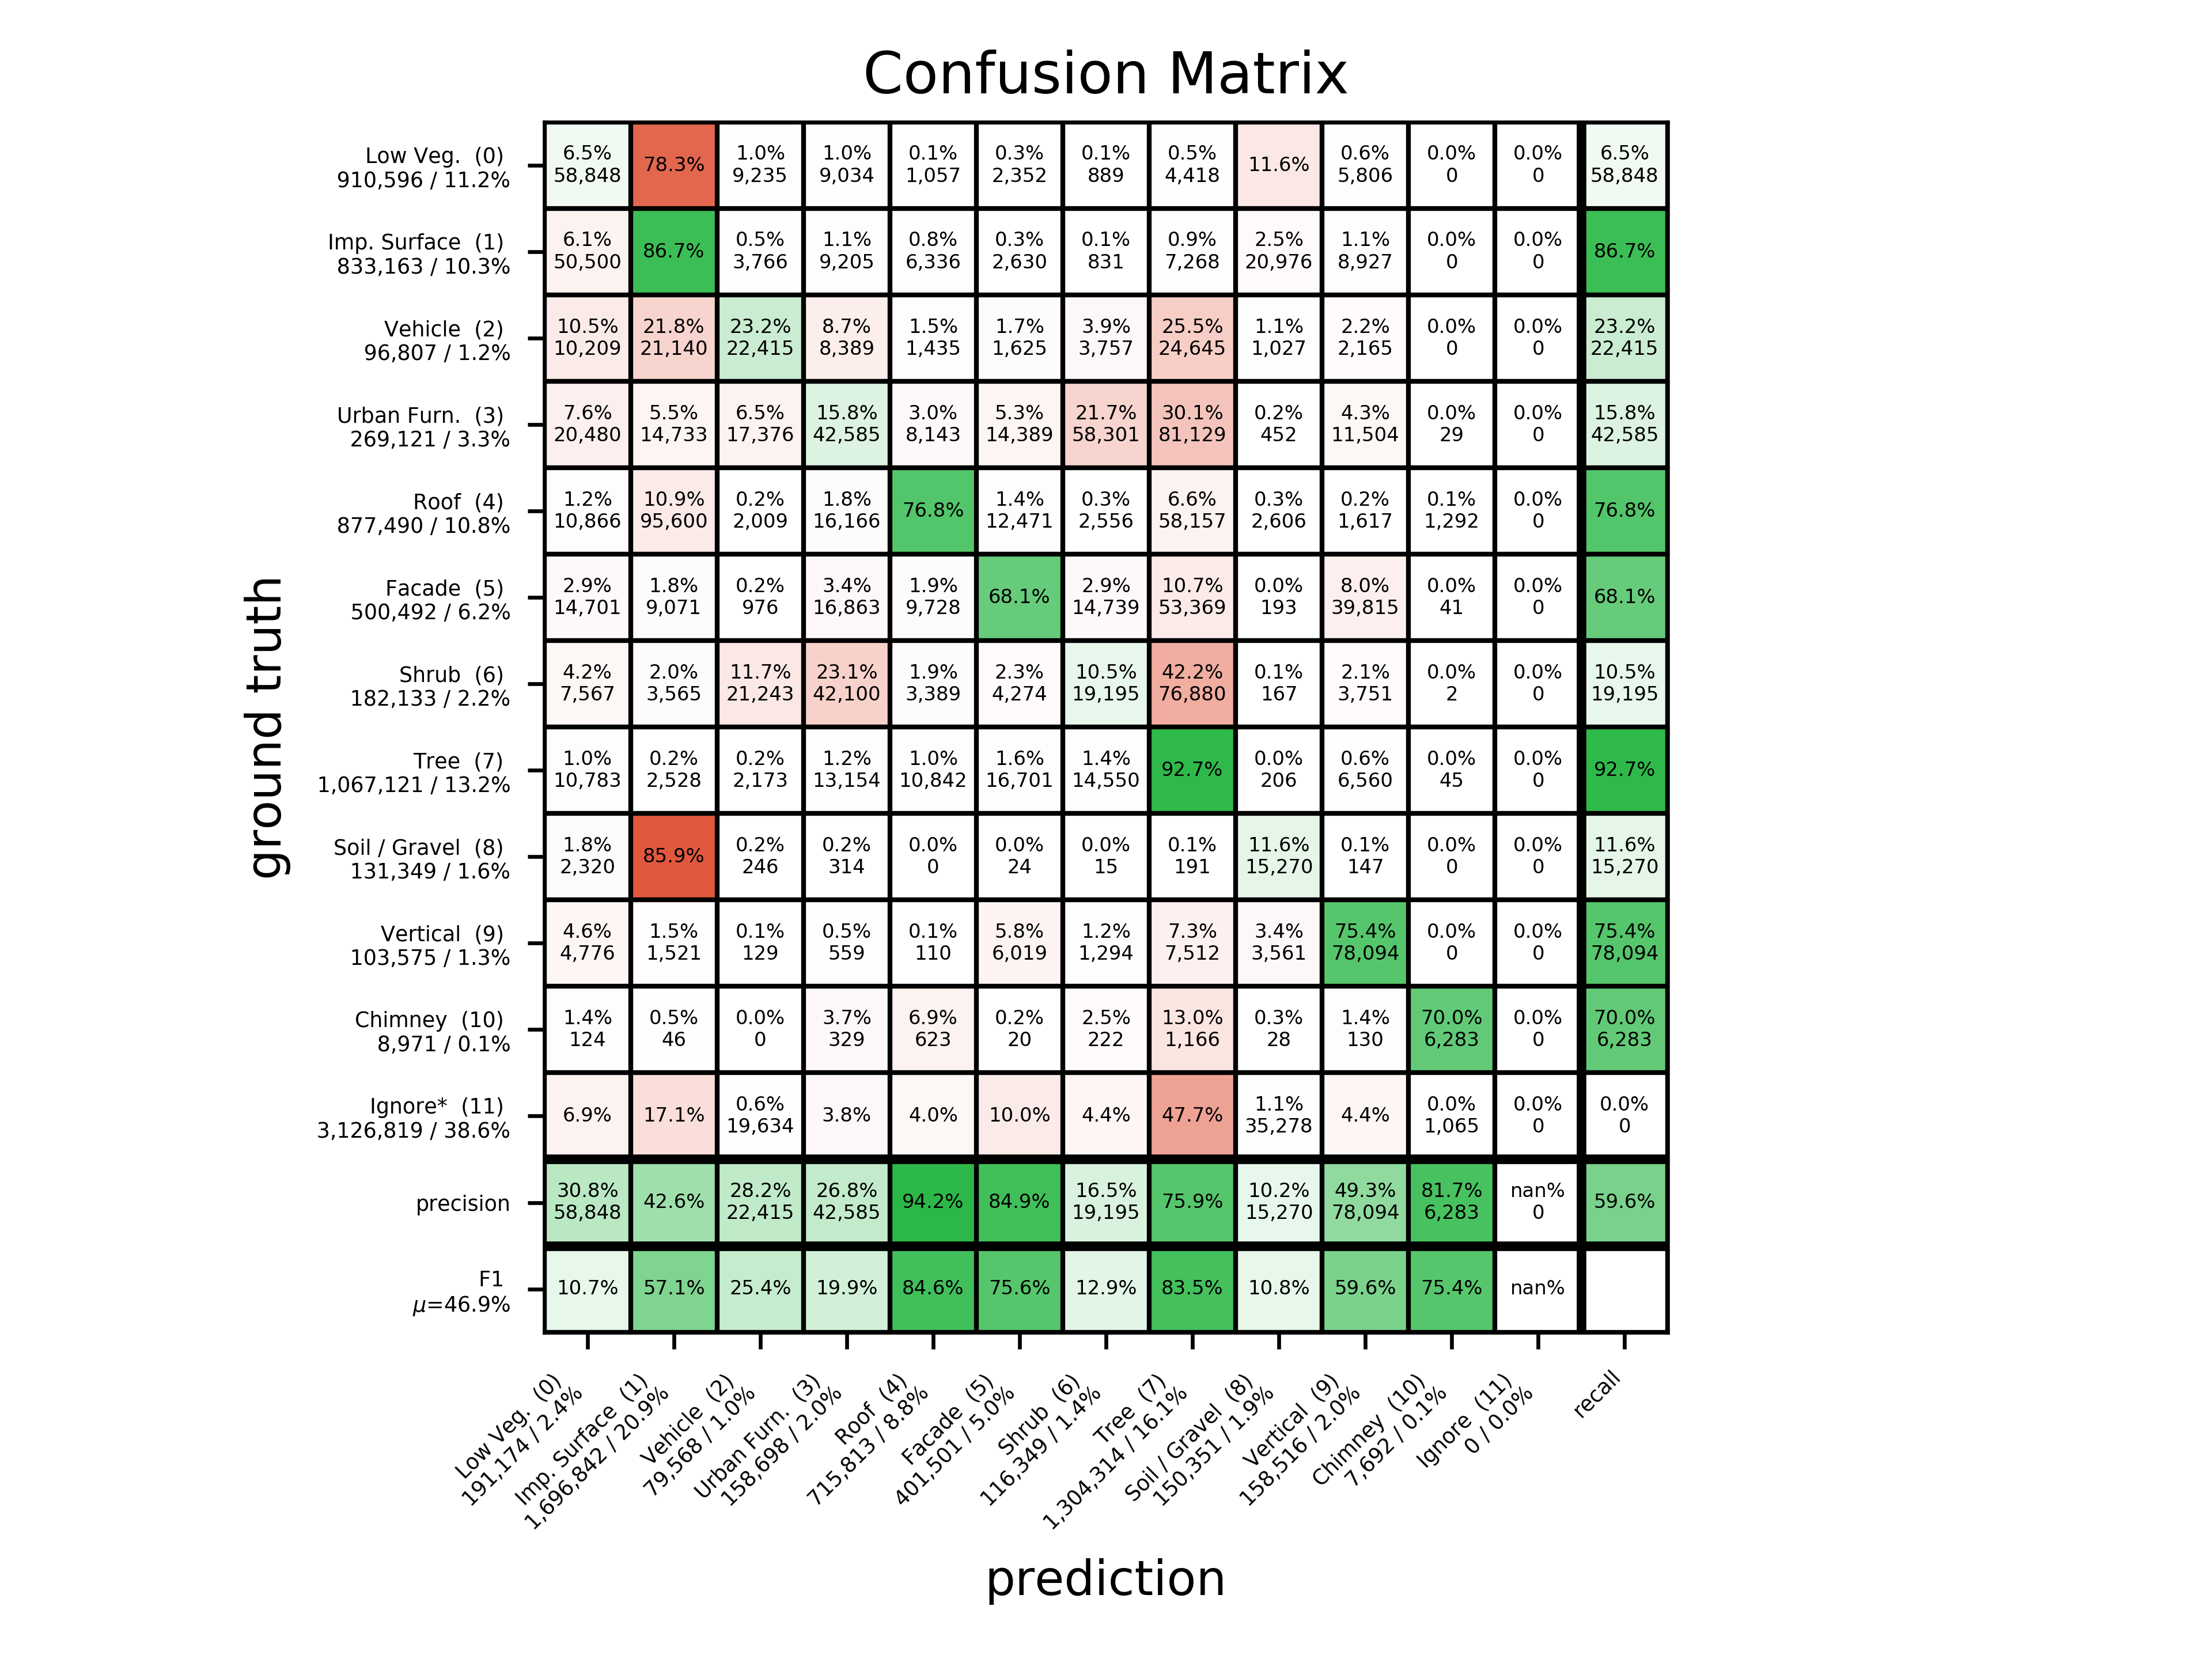 Confusion Matrix
Low Veg. (0)
910,596 / 11.2%
6.5% 78.3% 1.0% 1.0% 0.1% 0.3% 0.1% 0.5% 11.6% 0.6% 0.0% 0.0% 6.5%
58,848 9,235 9,034 1,057 2,352 889 4,418 5,806 0 0 58,848
Imp. Surface (1)
833,163 / 10.3%
6.1% 86.7% 0.5% 1.1% 0.8% 0.3% 0.1% 0.9% 2.5% 1.1% 0.0% 0.0% 86.7%
50,500 3,766 9,205 6,336 2,630 831 7,268 20,976 8,927 0 0
Vehicle (2)
96,807 / 1.2%
10.5% 21.8% 23.2% 8.7% 1.5% 1.7% 3.9% 25.5% 1.1% 2.2% 0.0% 0.0% 23.2%
10,209 21,140 22,415 8,389 1,435 1,625 3,757 24,645 1,027 2,165 0 0 22,415
Urban Furn. (3)
269,121 / 3.3%
7.6% 5.5% 6.5% 15.8% 3.0% 5.3% 21.7% 30.1% 0.2% 4.3% 0.0% 0.0% 15.8%
20,480 14,733 17,376 42,585 8,143 14,389 58,301 81,129 452 11,504 29 0 42,585
Roof (4)
877,490 / 10.8%
1.2% 10.9% 0.2% 1.8% 76.8% 1.4% 0.3% 6.6% 0.3% 0.2% 0.1% 0.0% 76.8%
10,866 95,600 2,009 16,166 12,471 2,556 58,157 2,606 1,617 1,292 0
Facade (5)
500,492 / 6.2%
2.9% 1.8% 0.2% 3.4% 1.9% 68.1% 2.9% 10.7% 0.0% 8.0% 0.0% 0.0% 68.1%
14,701 9,071 976 16,863 9,728 14,739 53,369 193 39,815 41 0
Shrub (6)
182,133 / 2.2%
4.2% 2.0% 11.7% 23.1% 1.9% 2.3% 10.5% 42.2% 0.1% 2.1% 0.0% 0.0% 10.5%
7,567 3,565 21,243 42,100 3,389 4,274 19,195 76,880 167 3,751 2 0 19,195
Tree (7)
1,067,121 / 13.2%
1.0% 0.2% 0.2% 1.2% 1.0% 1.6% 1.4% 92.7% 0.0% 0.6% 0.0% 0.0% 92.7%
10,783 2,528 2,173 13,154 10,842 16,701 14,550 206 6,560 45 0
Soil / Gravel (8)
131,349 / 1.6%
1.8% 85.9% 0.2% 0.2% 0.0% 0.0% 0.0% 0.1% 11.6% 0.1% 0.0% 0.0% 11.6%
2,320 246 314 0 24 15 191 15,270 147 0 0 15,270
Vertical (9)
103,575 / 1.3%
4.6% 1.5% 0.1% 0.5% 0.1% 5.8% 1.2% 7.3% 3.4% 75.4% 0.0% 0.0% 75.4%
4,776 1,521 129 559 110 6,019 1,294 7,512 3,561 78,094 0 0 78,094
Chimney (10)
8,971 / 0.1%
1.4% 0.5% 0.0% 3.7% 6.9% 0.2% 2.5% 13.0% 0.3% 1.4% 70.0% 0.0% 70.0%
124 46 0 329 623 20 222 1,166 28 130 6,283 0 6,283
Ignore* (11)
3,126,819 / 38.6%
6.9% 17.1% 0.6% 3.8% 4.0% 10.0% 4.4% 47.7% 1.1% 4.4% 0.0% 0.0% 0.0%
19,634 35,278 1,065 0 0
precision
30.8% 42.6% 28.2% 26.8% 94.2% 84.9% 16.5% 75.9% 10.2% 49.3% 81.7% nan% 59.6%
58,848 22,415 42,585 19,195 15,270 78,094 6,283 0
F1
μ=46.9%
10.7% 57.1% 25.4% 19.9% 84.6% 75.6% 12.9% 83.5% 10.8% 59.6% 75.4% nan%
ground truth
Low Veg. (0)
191,174 / 2.4%
Imp. Surface (1)
1,696,842 / 20.9%
Vehicle (2)
79,568 / 1.0%
Urban Furn. (3)
158,698 / 2.0%
Roof (4)
715,813 / 8.8%
Facade (5)
401,501 / 5.0%
Shrub (6)
116,349 / 1.4%
Tree (7)
1,304,314 / 16.1%
Soil / Gravel (8)
150,351 / 1.9%
Vertical (9)
158,516 / 2.0%
Chimney (10)
7,692 / 0.1%
Ignore (11)
0 / 0.0%
recall
prediction